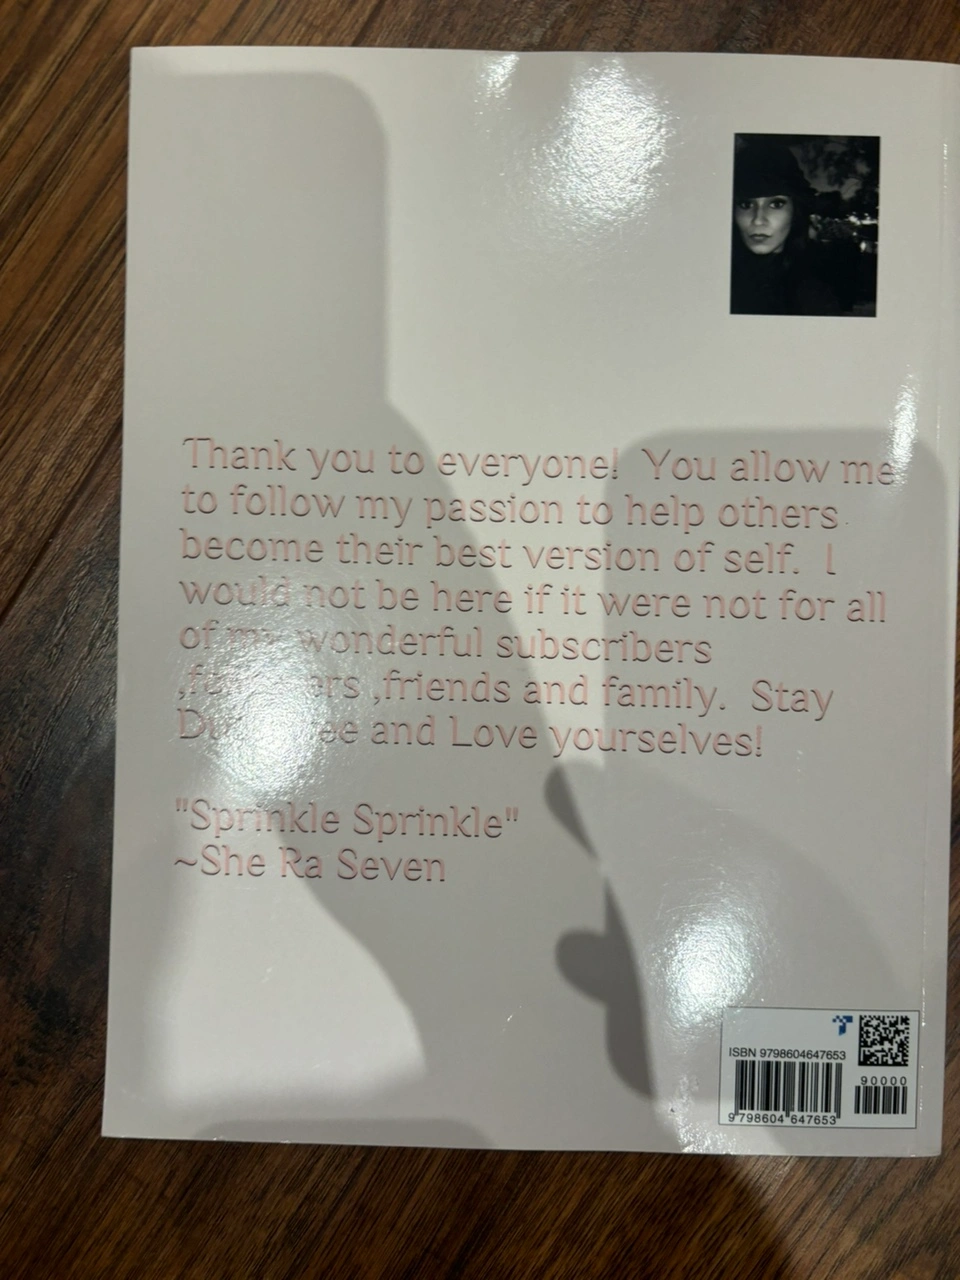 Thank you to everyone!  You allow me
to follow my passion to help others
become their best version of self.  I
would not be here if it were not for all
of my wonderful subscribers
,friends and family.  Stay
and Love yourselves!
"Sprinkle Sprinkle"
~She Ra Seven
ISBN 9798604647653
90000
9 798604 647653